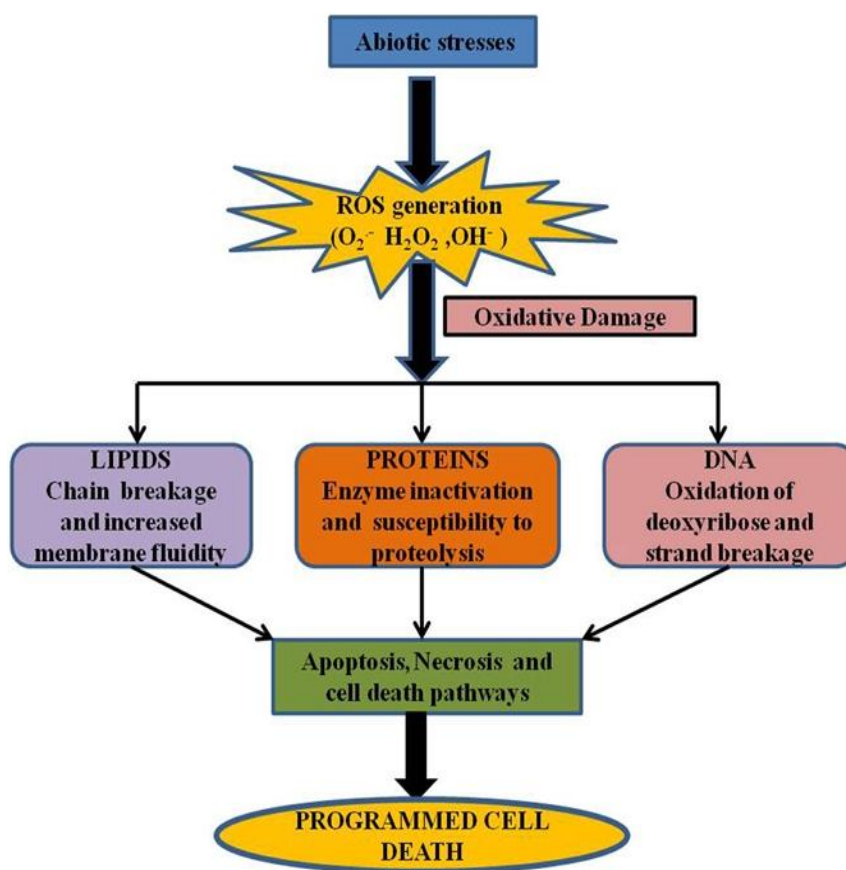 Abiotic stresses
ROS generation
(O₂·⁻ H₂O₂ ,OH⁻ )
Oxidative Damage
LIPIDS
Chain breakage
and increased
membrane fluidity
PROTEINS
Enzyme inactivation
and susceptibility to
proteolysis
DNA
Oxidation of
deoxyribose and
strand breakage
Apoptosis, Necrosis and
cell death pathways
PROGRAMMED CELL
DEATH